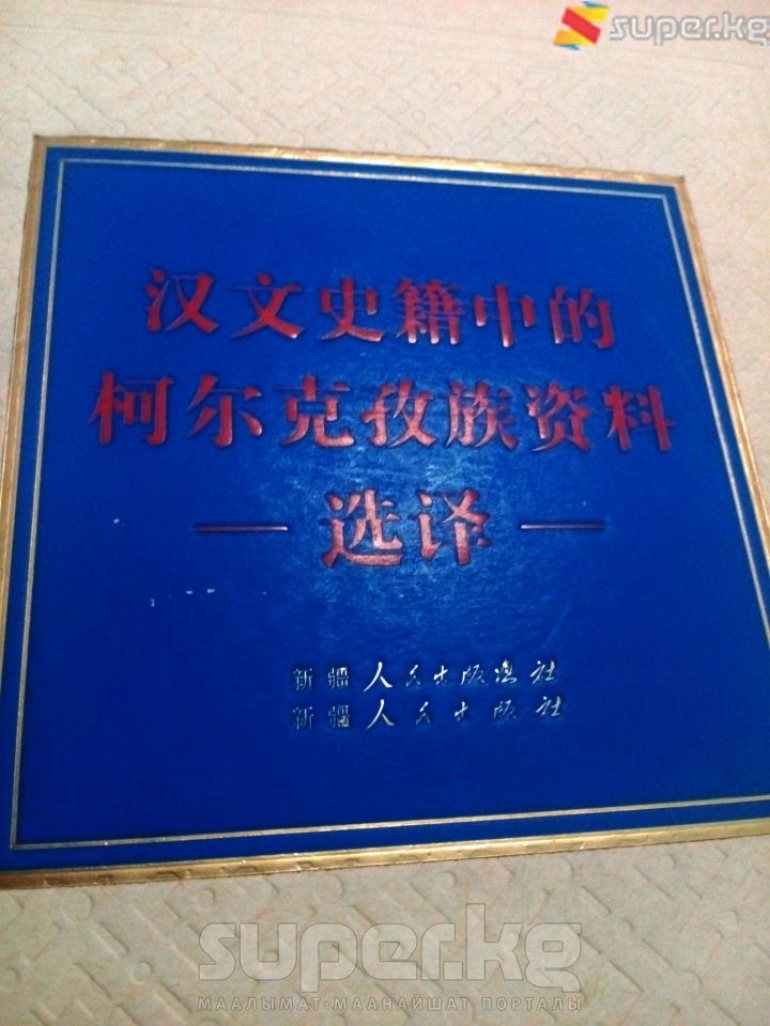 super.kg
汉文史籍中的
柯尔克孜族资料
— 选译 —
新疆人民出版总社
新疆人民出版社
super.kg
МААЛЫМАТ-МААНАЙШАТ ПОРТАЛЫ